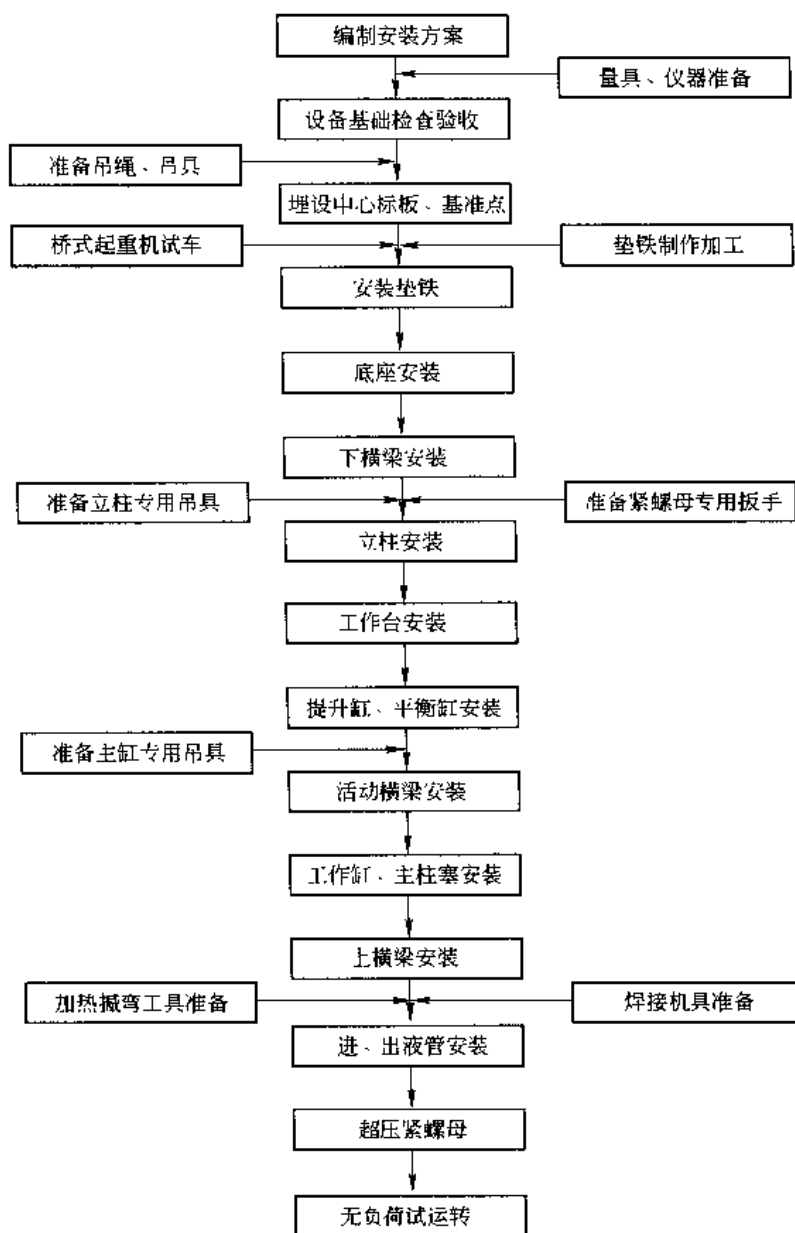 编制安装方案
量具、仪器准备
设备基础检查验收
准备吊绳、吊具
埋设中心标板、基准点
桥式起重机试车
垫铁制作加工
安装垫铁
底座安装
下横梁安装
准备立柱专用吊具
准备紧螺母专用扳手
立柱安装
工作台安装
提升缸、平衡缸安装
准备主缸专用吊具
活动横梁安装
工作缸、主柱塞安装
上横梁安装
加热揻弯工具准备
焊接机具准备
进、出液管安装
超压紧螺母
无负荷试运转